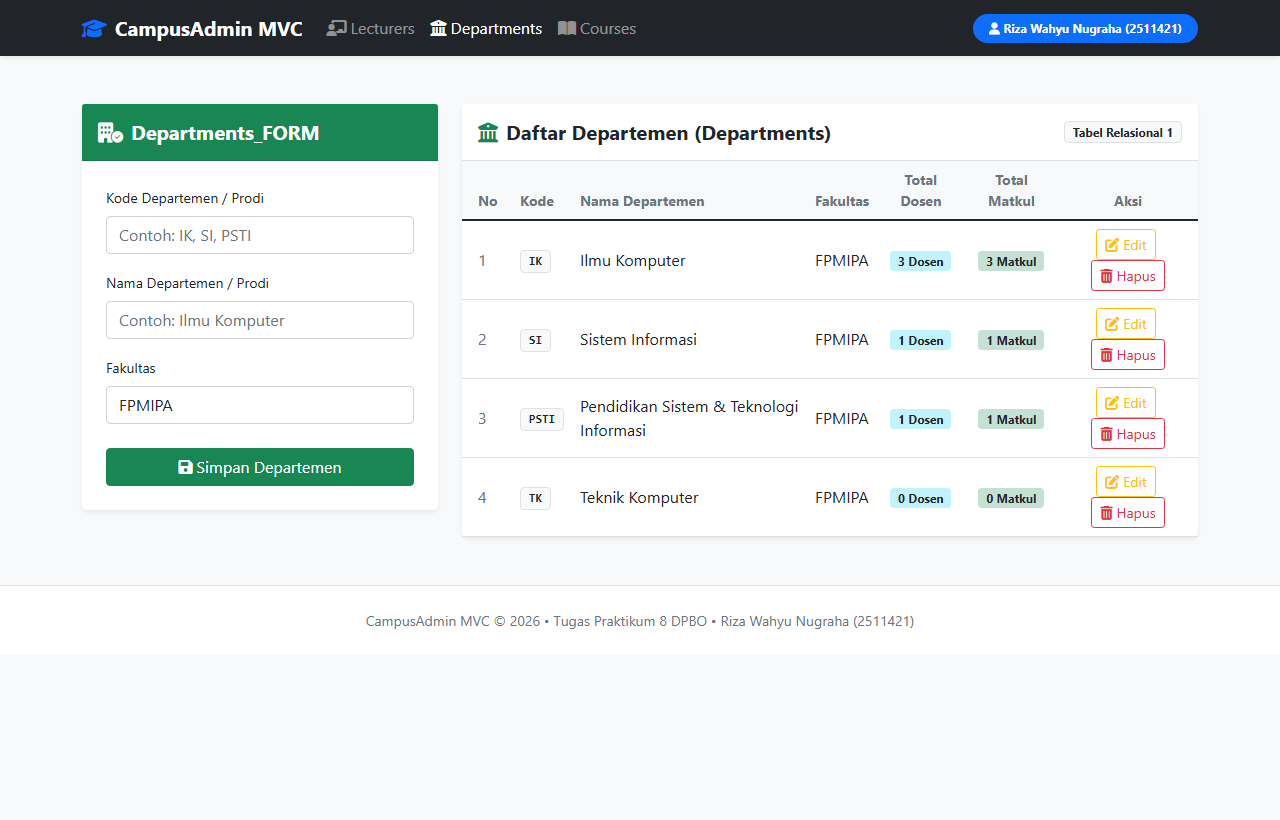 CampusAdmin MVC Lecturers Departments Courses Riza Wahyu Nugraha (2511421)
Departments_FORM
Kode Departemen / Prodi
Contoh: IK, SI, PSTI
Nama Departemen / Prodi
Contoh: Ilmu Komputer
Fakultas
FPMIPA
Simpan Departemen
Daftar Departemen (Departments) Tabel Relasional 1
No Kode Nama Departemen Fakultas Total Dosen Total Matkul Aksi
1 IK Ilmu Komputer FPMIPA 3 Dosen 3 Matkul Edit Hapus
2 SI Sistem Informasi FPMIPA 1 Dosen 1 Matkul Edit Hapus
3 PSTI Pendidikan Sistem & Teknologi Informasi FPMIPA 1 Dosen 1 Matkul Edit Hapus
4 TK Teknik Komputer FPMIPA 0 Dosen 0 Matkul Edit Hapus
CampusAdmin MVC © 2026 • Tugas Praktikum 8 DPBO • Riza Wahyu Nugraha (2511421)